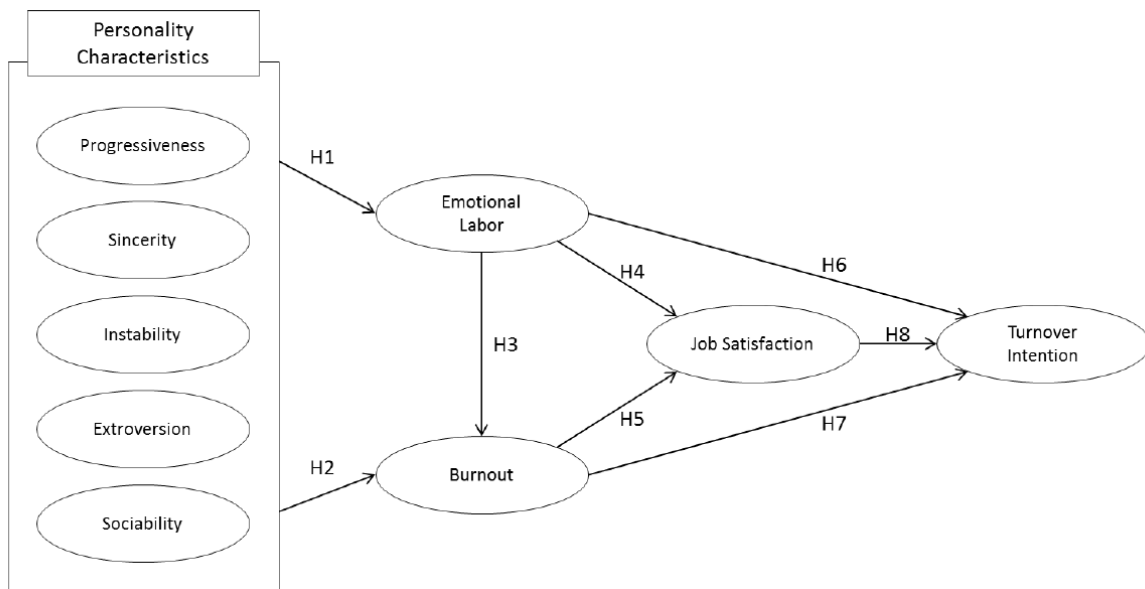 Personality
Characteristics
Progressiveness
Sincerity
Instability
Extroversion
Sociability
H1
H2
Emotional
Labor
H3
Burnout
H4
H5
Job Satisfaction
H6
H8
H7
Turnover
Intention